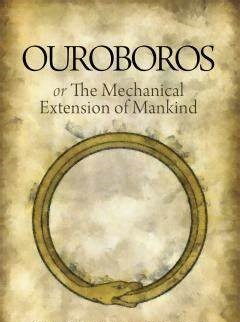 OUROBOROS
or The Mechanical
Extension of Mankind